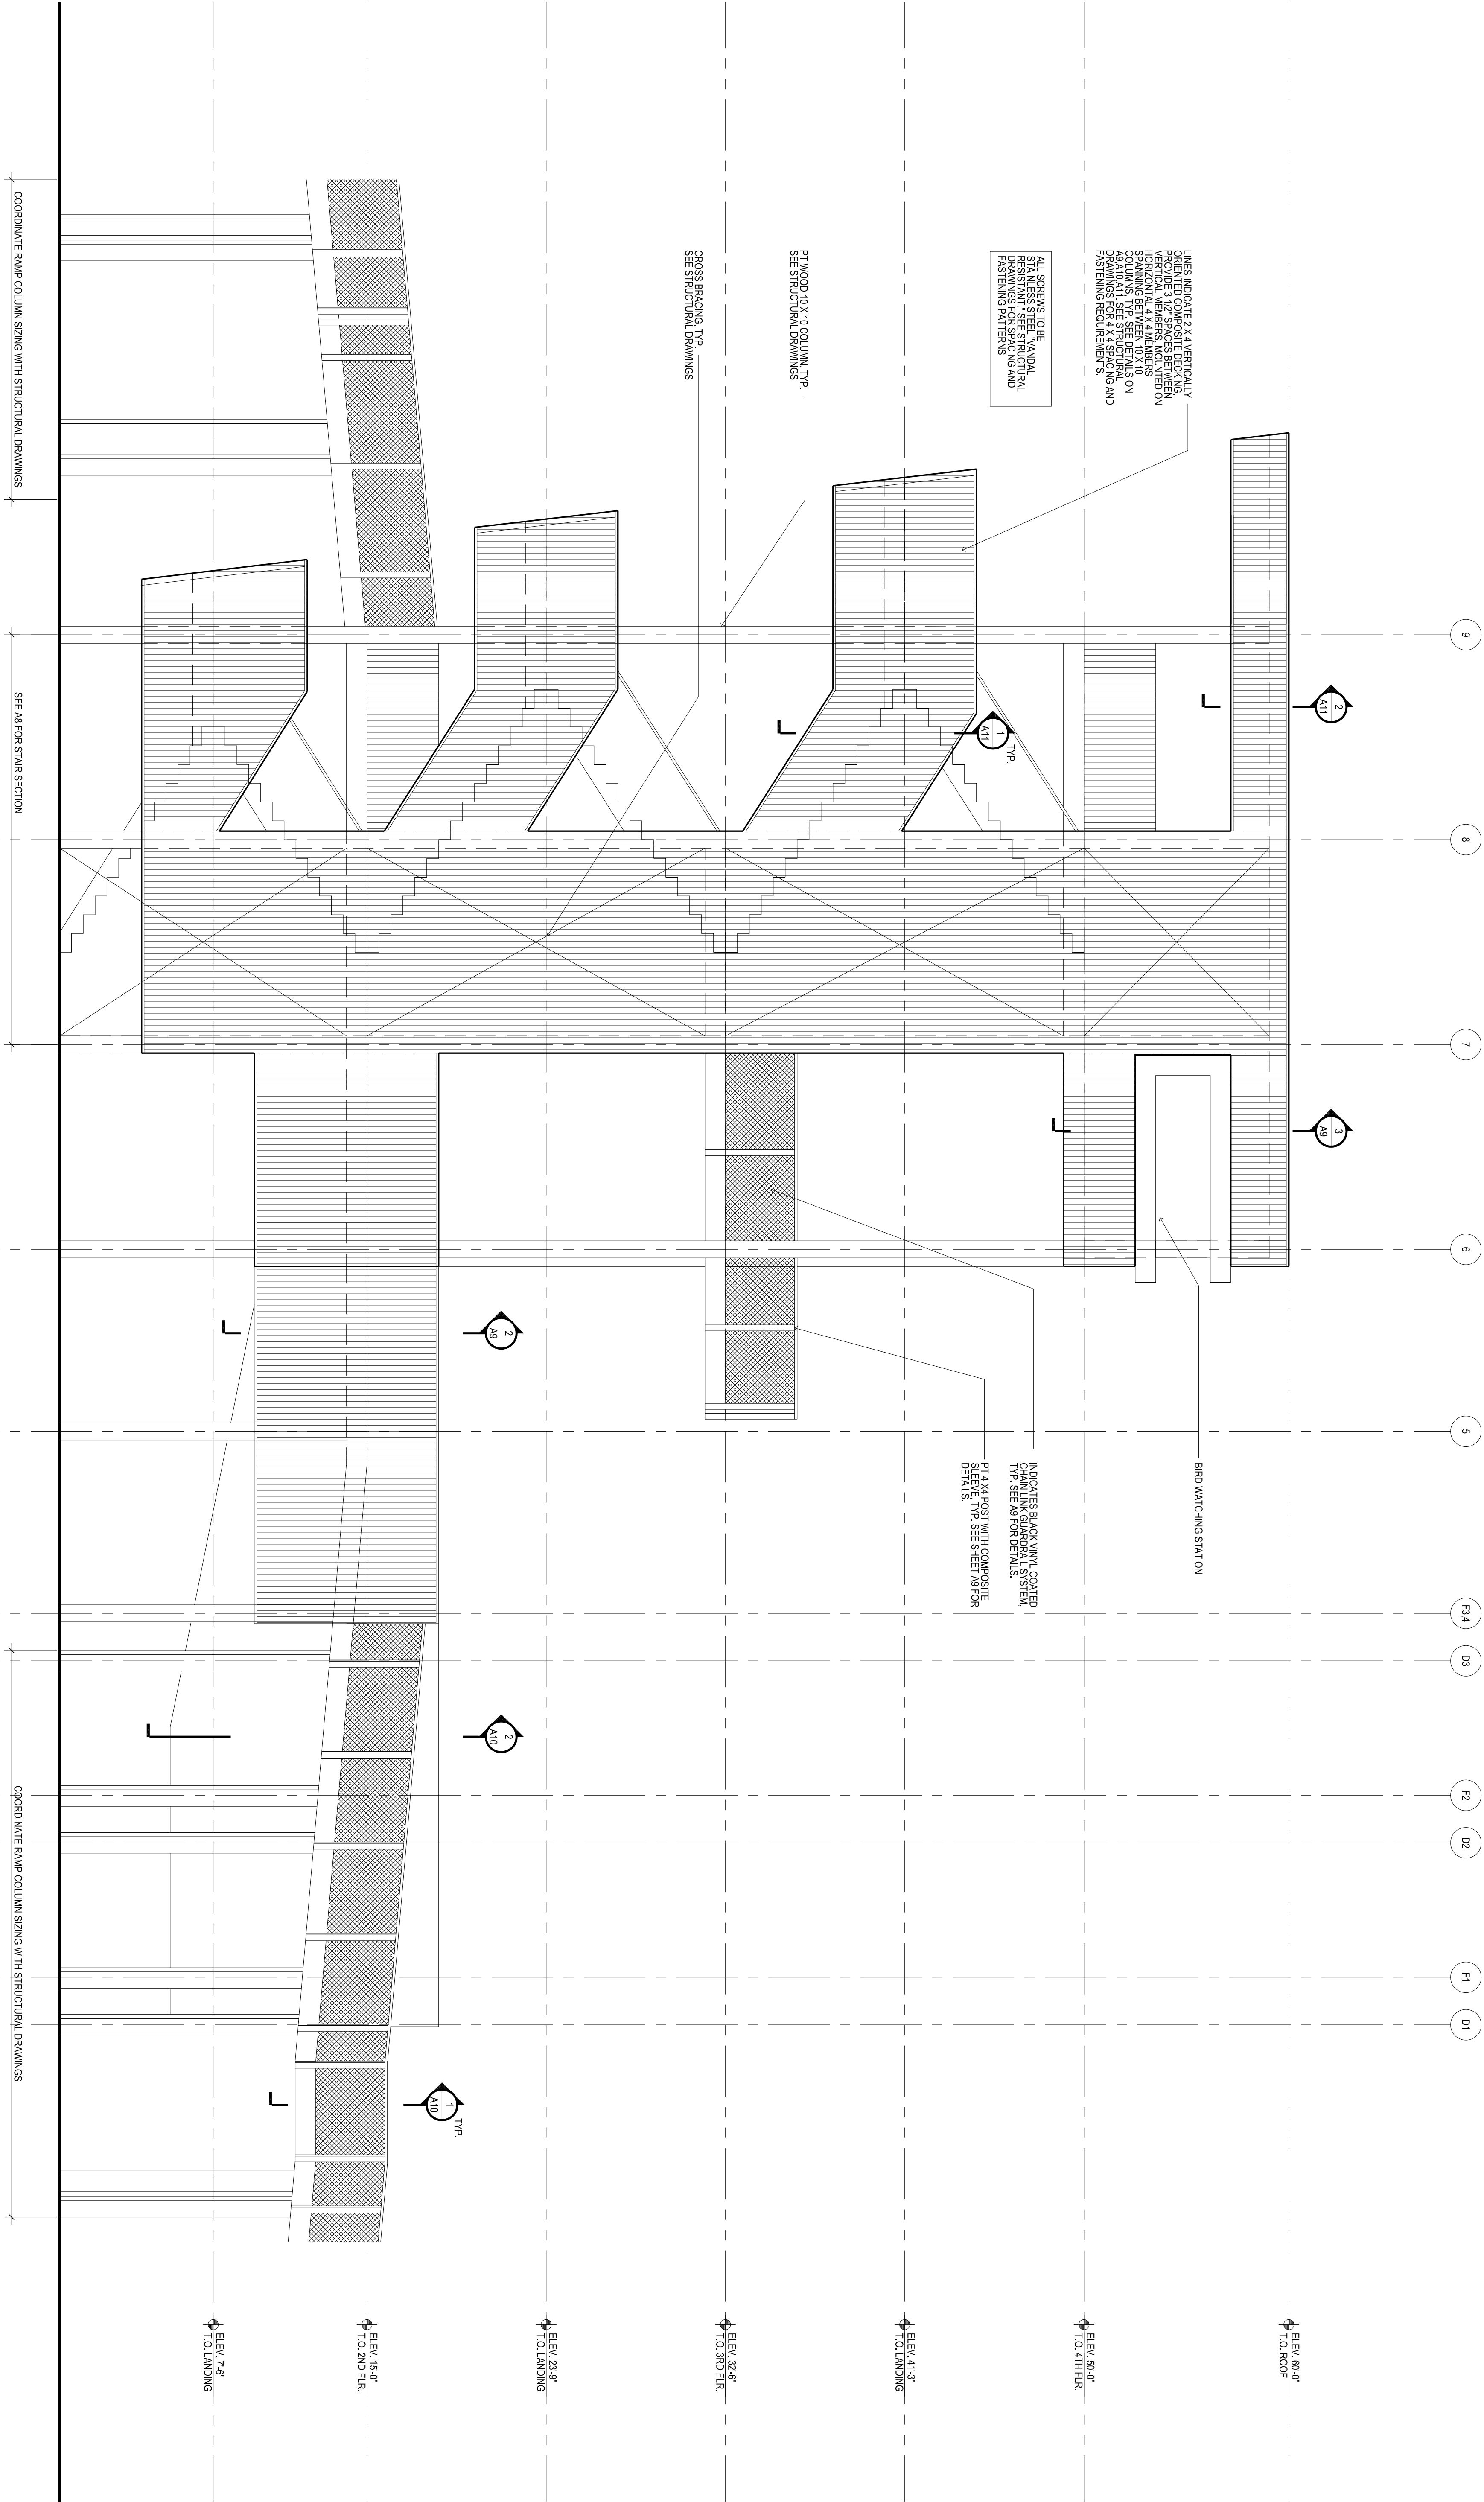 9
8
7
6
5
F3,4
D3
F2
D2
F1
D1
2
A11
3
A9
LINES INDICATE 2 X 4 VERTICALLY
ORIENTED COMPOSITE DECKING.
PROVIDE 3 1/2" SPACES BETWEEN
VERTICAL MEMBERS, MOUNTED ON
HORIZONTAL 4 X 4 MEMBERS
SPANNING BETWEEN 10 X 10
COLUMNS, TYP. SEE DETAILS ON
A9,A10,A11. SEE STRUCTURAL
DRAWINGS FOR 4 X 4 SPACING AND
FASTENING REQUIREMENTS.
ALL SCREWS TO BE
STAINLESS STEEL, "VANDAL
RESISTANT." SEE STRUCTURAL
DRAWINGS FOR SPACING AND
FASTENING PATTERNS
PT WOOD 10 X 10 COLUMN, TYP.
SEE STRUCTURAL DRAWINGS
CROSS BRACING, TYP.
SEE STRUCTURAL DRAWINGS
TYP.
1
A11
BIRD WATCHING STATION
INDICATES BLACK VINYL COATED
CHAIN LINK GUARDRAIL SYSTEM,
TYP. SEE A9 FOR DETAILS.
PT 4 X4 POST WITH COMPOSITE
SLEEVE, TYP. SEE SHEET A9 FOR
DETAILS.
2
A9
2
A10
TYP.
1
A10
ELEV. 60'-0"
T.O. ROOF
ELEV. 50'-0"
T.O. 4TH FLR.
ELEV. 41'-3"
T.O. LANDING
ELEV. 32'-6"
T.O. 3RD FLR.
ELEV. 23'-9"
T.O. LANDING
ELEV. 15'-0"
T.O. 2ND FLR.
ELEV. 7'-6"
T.O. LANDING
COORDINATE RAMP COLUMN SIZING WITH STRUCTURAL DRAWINGS
SEE A8 FOR STAIR SECTION
COORDINATE RAMP COLUMN SIZING WITH STRUCTURAL DRAWINGS